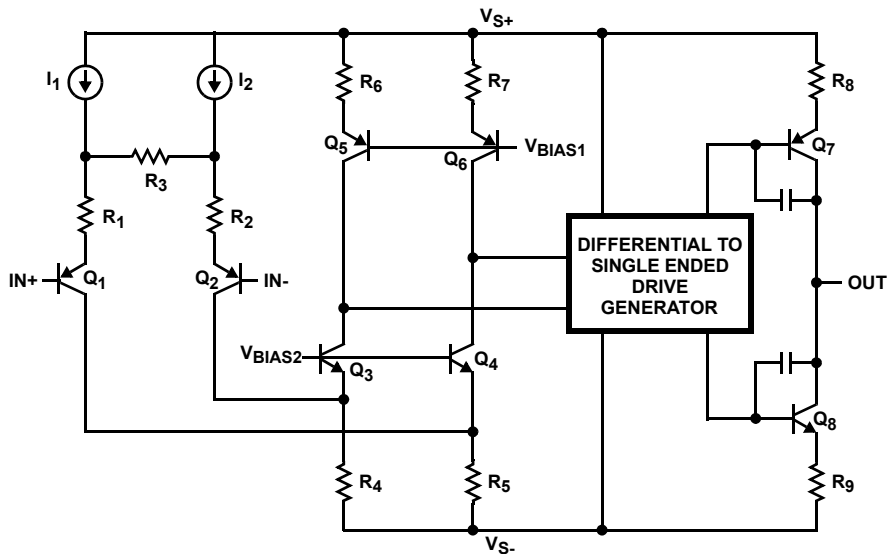 VS+
I1
I2
R6
R7
R8
Q5
Q6
VBIAS1
Q7
R3
R1
R2
IN+
Q1
Q2
IN-
DIFFERENTIAL TO
SINGLE ENDED
DRIVE
GENERATOR
OUT
VBIAS2
Q3
Q4
Q8
R4
R5
R9
VS-